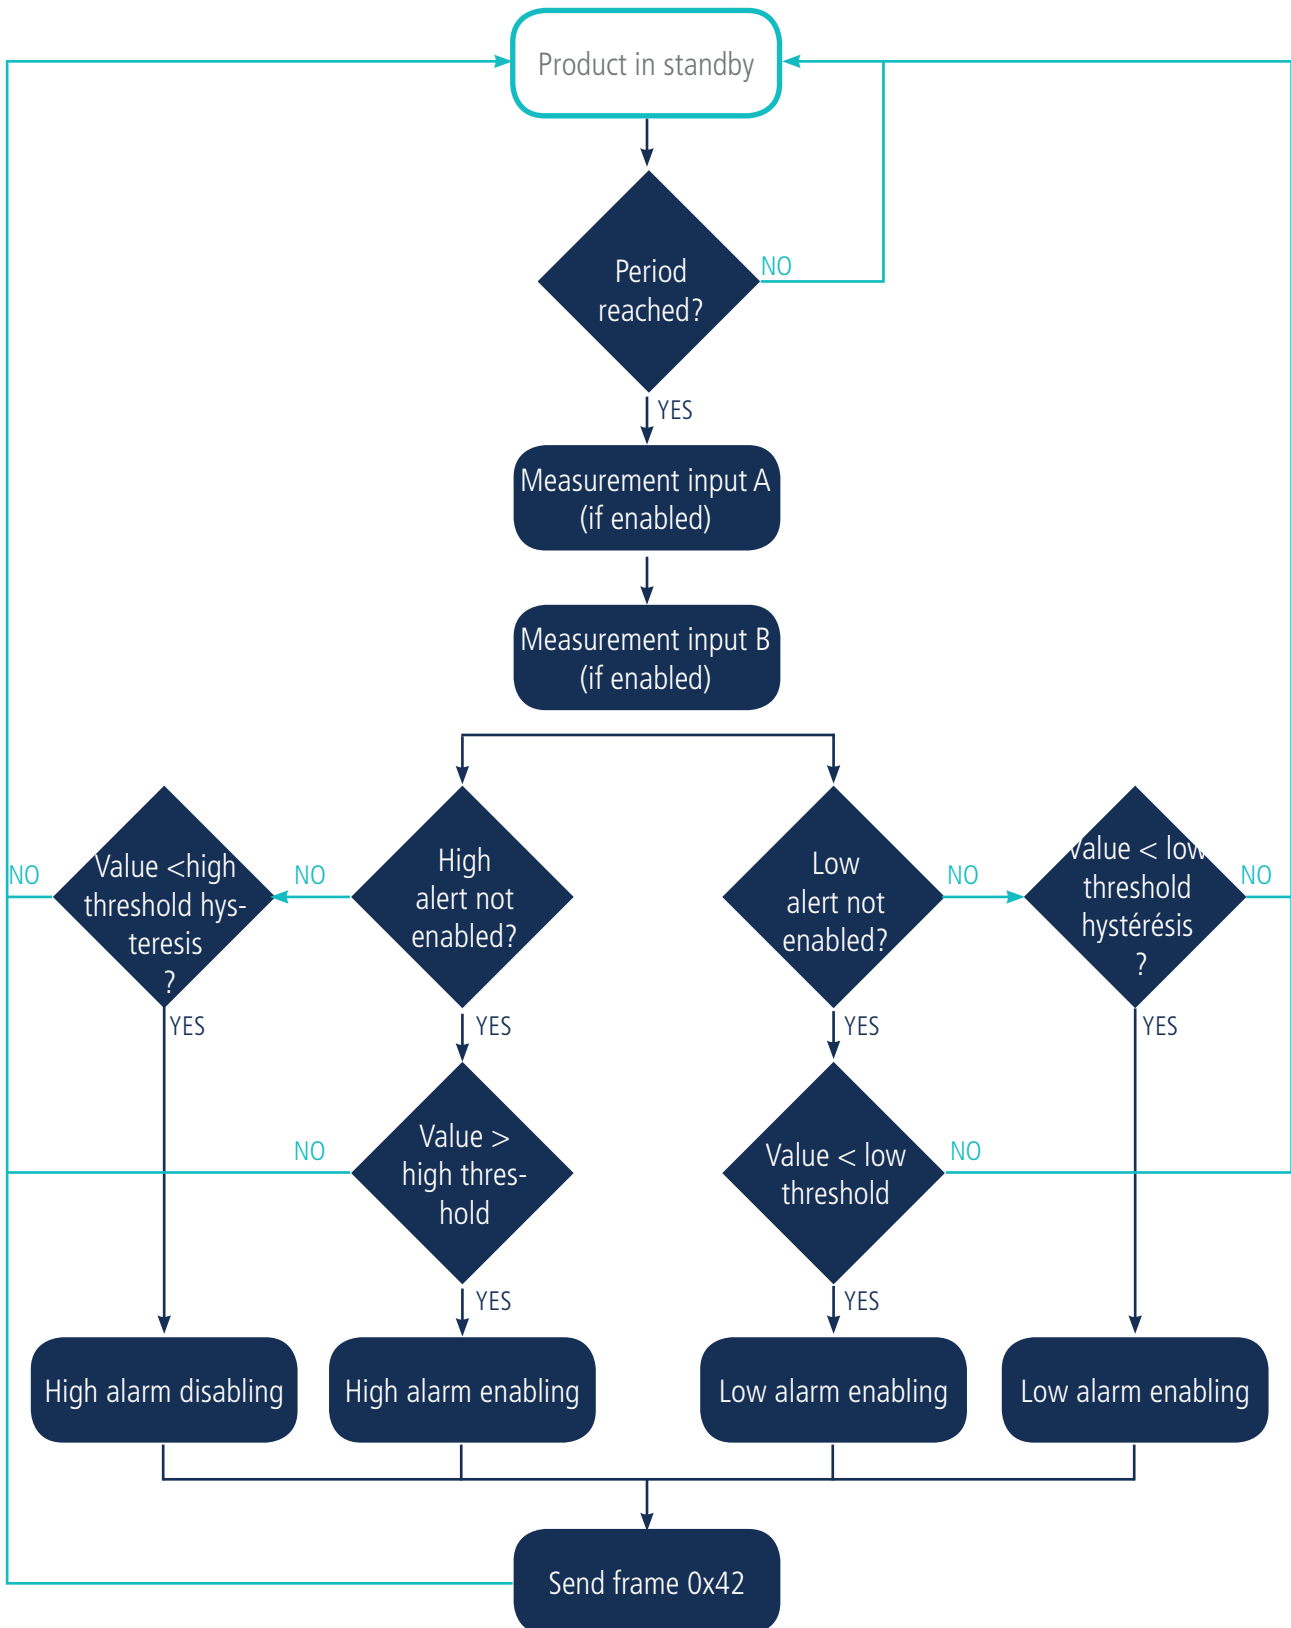 Product in standby
Period
reached?
NO
YES
Measurement input A
(if enabled)
Measurement input B
(if enabled)
NO
Value <high
threshold hys-
teresis
?
NO
High
alert not
enabled?
Low
alert not
enabled?
NO
Value < low
threshold
hystérésis
?
NO
YES
YES
YES
YES
NO
Value >
high thres-
hold
Value < low
threshold
NO
YES
YES
High alarm disabling
High alarm enabling
Low alarm enabling
Low alarm enabling
Send frame 0x42